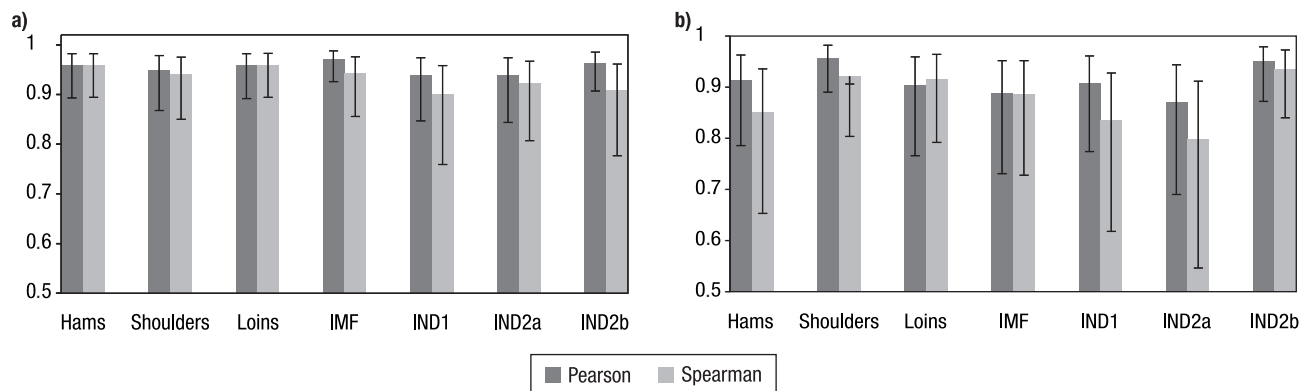 a)
1
0.9
0.8
0.7
0.6
0.5
Hams Shoulders Loins IMF IND1 IND2a IND2b
b)
1
0.9
0.8
0.7
0.6
0.5
Hams Shoulders Loins IMF IND1 IND2a IND2b
Pearson Spearman